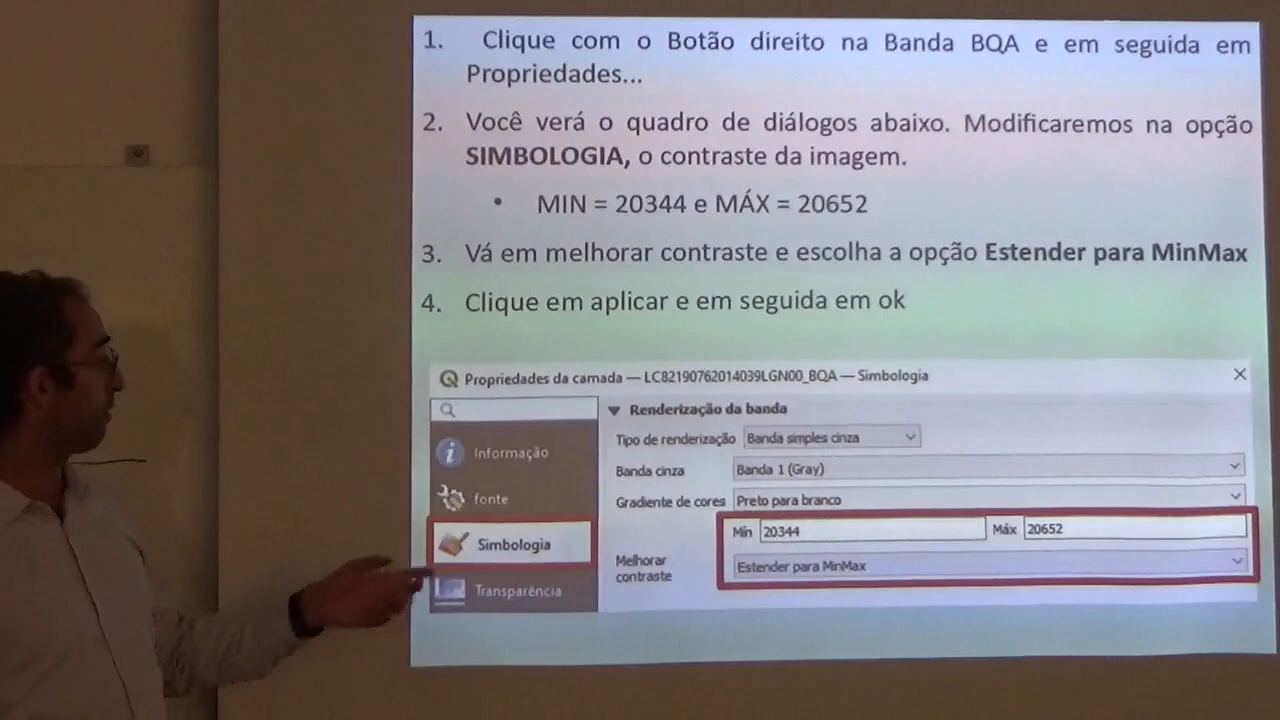 1. Clique com o Botão direito na Banda BQA e em seguida em
Propriedades...
2. Você verá o quadro de diálogos abaixo. Modificaremos na opção
SIMBOLOGIA, o contraste da imagem.
• MIN = 20344 e MÁX = 20652
3. Vá em melhorar contraste e escolha a opção Estender para MinMax
4. Clique em aplicar e em seguida em ok
Propriedades da camada — LC82190762014039LGN00_BQA — Simbologia
Renderização da banda
Informação
Tipo de renderização Banda simples cinza
Banda cinza Banda 1 (Gray)
fonte
Gradiente de cores Preto para branco
Mín 20344 Máx 20652
Simbologia
Melhorar
contraste
Estender para MinMax
Transparência